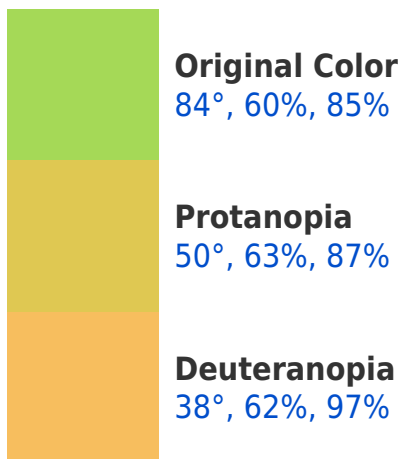 Original Color
84°, 60%, 85%
Protanopia
50°, 63%, 87%
Deuteranopia
38°, 62%, 97%